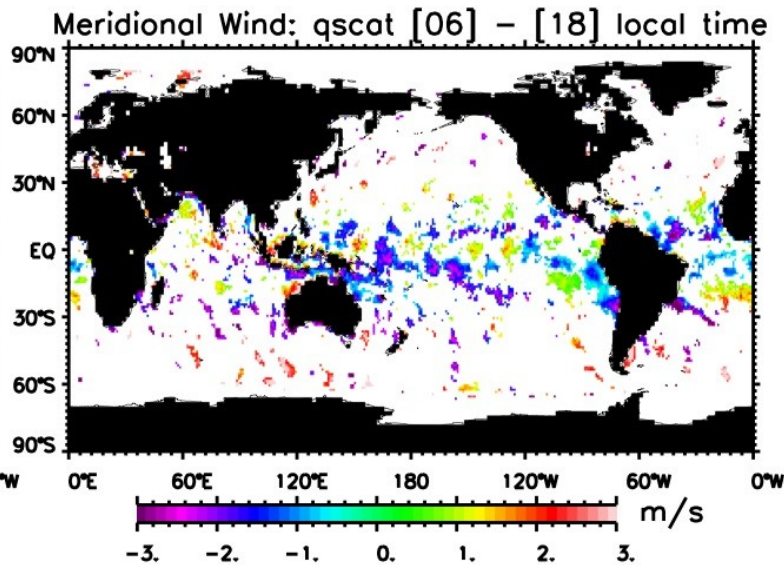 Meridional Wind: qscat [06] – [18] local time
90°N
60°N
30°N
EQ
30°S
60°S
90°S
°W 0°E 60°E 120°E 180 120°W 60°W 0°W
m/s
-3. -2. -1. 0. 1. 2. 3.